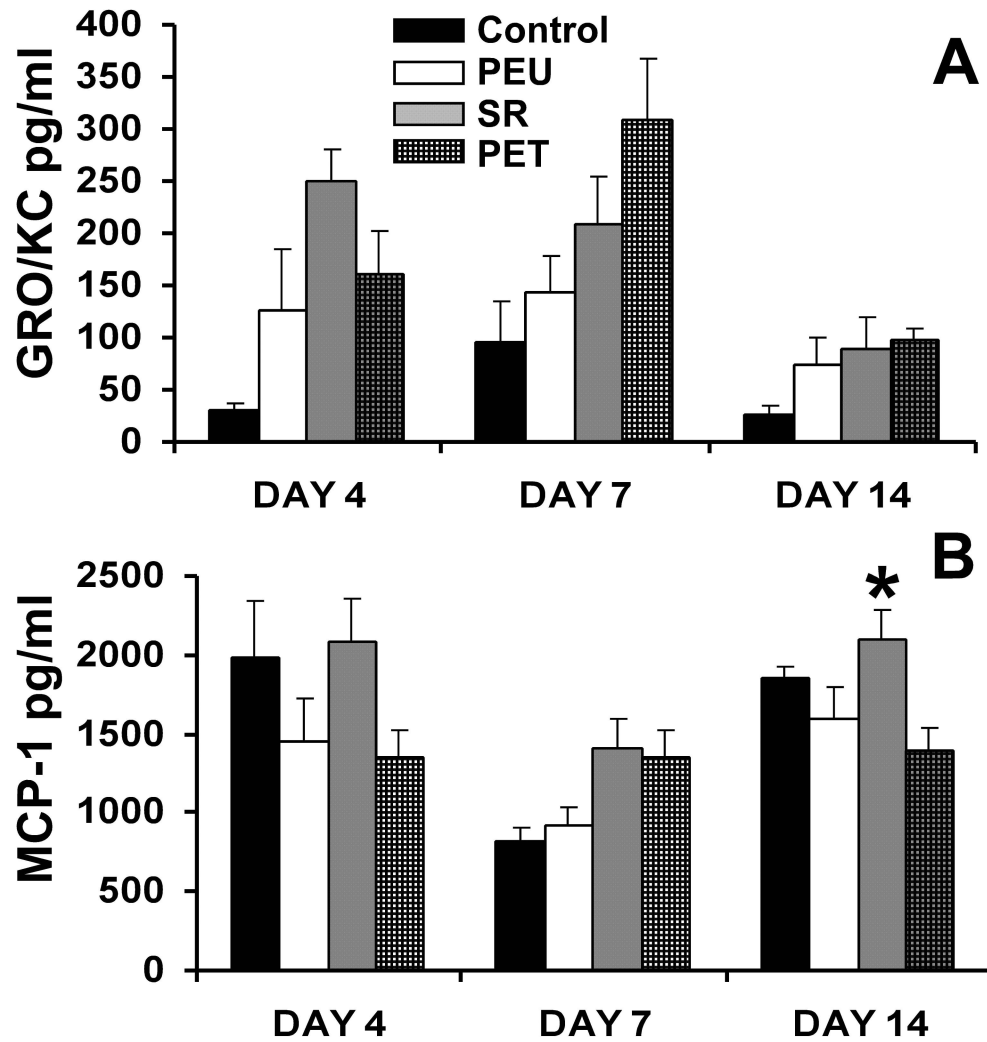 A
GRO/KC pg/ml
400
350
300
250
200
150
100
50
0
Control
PEU
SR
PET
DAY 4
DAY 7
DAY 14
B
MCP-1 pg/ml
2500
2000
1500
1000
500
0
*
DAY 4
DAY 7
DAY 14